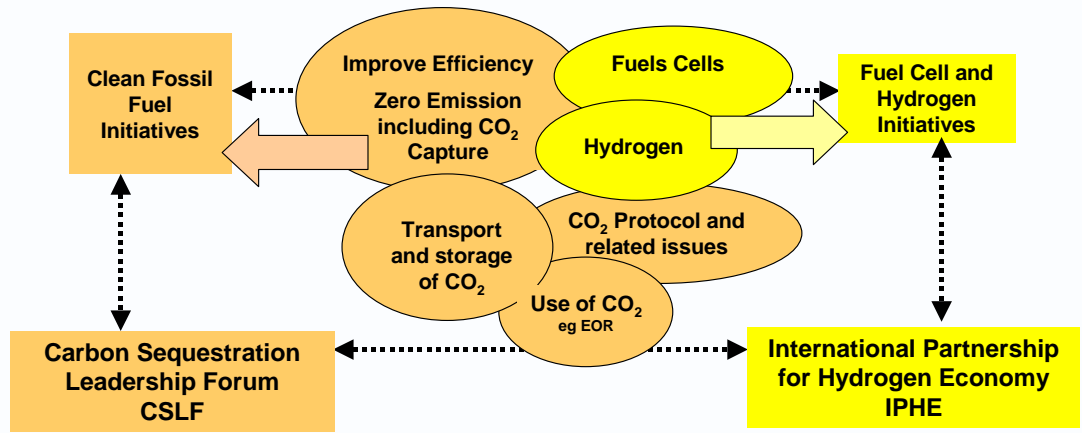 Clean Fossil
Fuel
Initiatives
Improve Efficiency
Zero Emission
including CO₂
Capture
Fuels Cells
Hydrogen
Fuel Cell and
Hydrogen
Initiatives
Transport
and storage
of CO₂
CO₂ Protocol and
related issues
Use of CO₂
eg EOR
Carbon Sequestration
Leadership Forum
CSLF
International Partnership
for Hydrogen Economy
IPHE